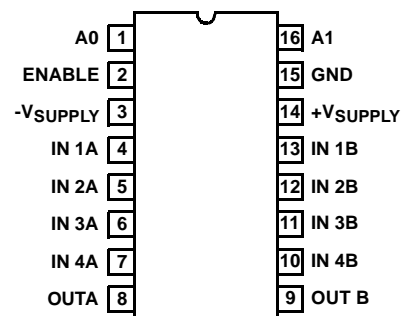 A0 1 16 A1
ENABLE 2 15 GND
-VSUPPLY 3 14 +VSUPPLY
IN 1A 4 13 IN 1B
IN 2A 5 12 IN 2B
IN 3A 6 11 IN 3B
IN 4A 7 10 IN 4B
OUTA 8 9 OUT B